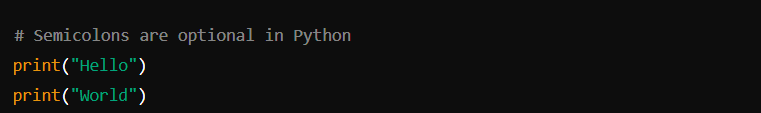 # Semicolons are optional in Python
print("Hello")
print("World")